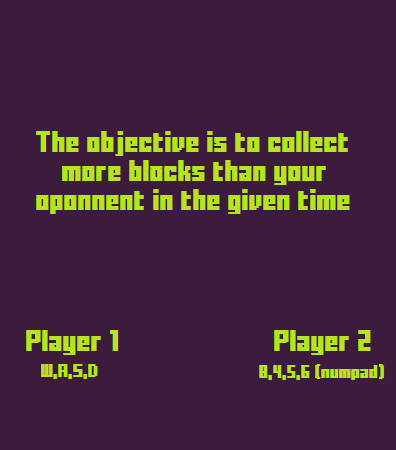 The objective is to collect
more blocks than your
oponnent in the given time
Player 1
Player 2
W,A,S,D
8,4,5,6 (numpad)